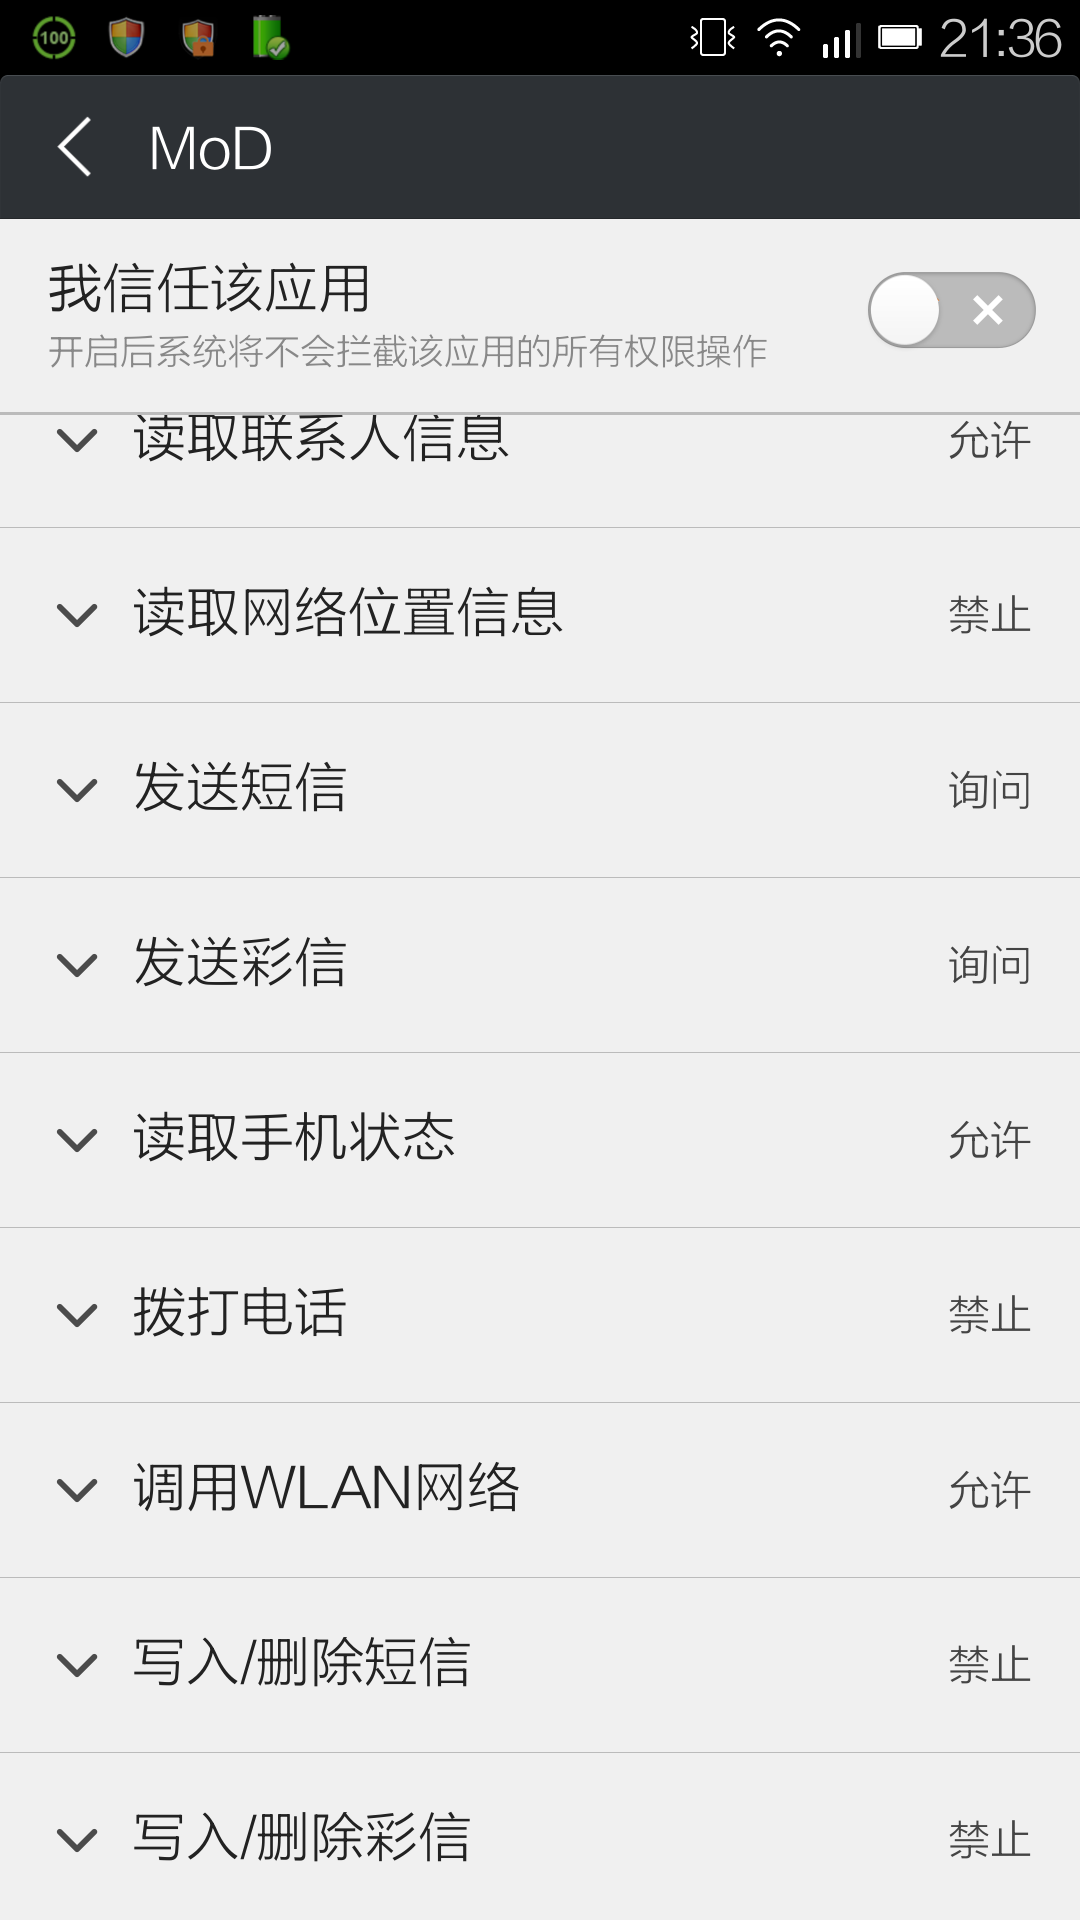 100
21:36
MoD
我信任该应用
开启后系统将不会拦截该应用的所有权限操作
读取联系人信息 允许
读取网络位置信息 禁止
发送短信 询问
发送彩信 询问
读取手机状态 允许
拨打电话 禁止
调用WLAN网络 允许
写入/删除短信 禁止
写入/删除彩信 禁止